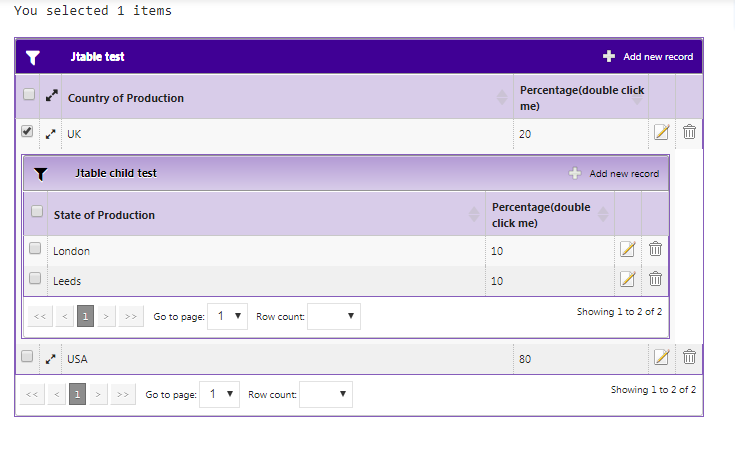 You selected 1 items
Jtable test Add new record
Country of Production Percentage(double click me)
UK 20
Jtable child test Add new record
State of Production Percentage(double click me)
London 10
Leeds 10
<< < 1 > >> Go to page: 1 Row count: Showing 1 to 2 of 2
USA 80
<< < 1 > >> Go to page: 1 Row count: Showing 1 to 2 of 2